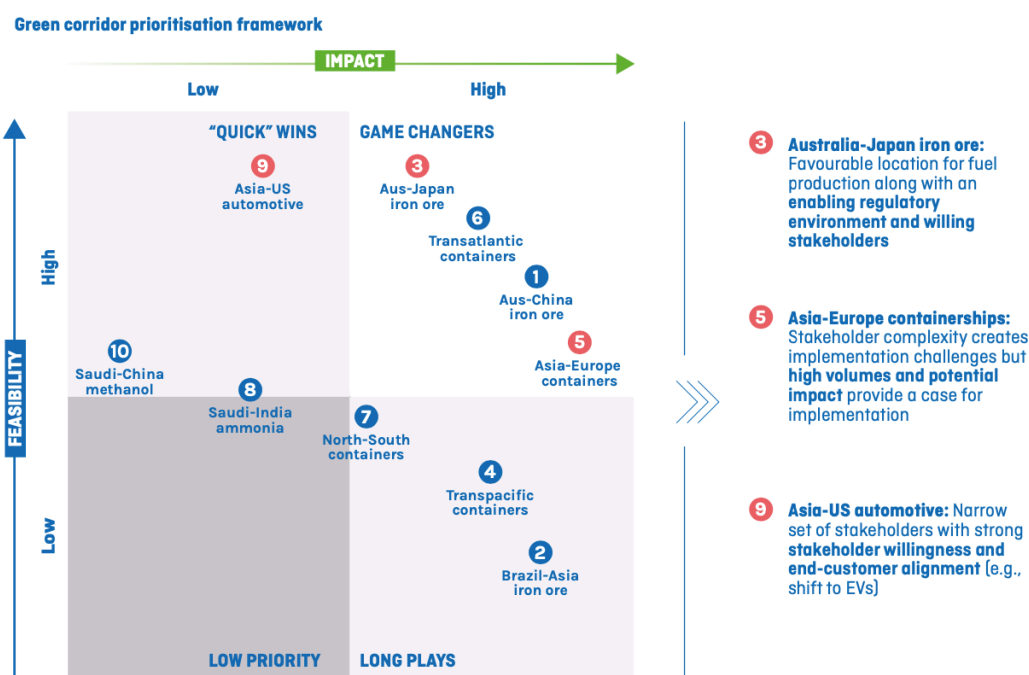 Green corridor prioritisation framework
IMPACT
Low
High
FEASIBILITY
High
Low
“QUICK” WINS
GAME CHANGERS
9
Asia-US
automotive
3
Aus-Japan
iron ore
6
Transatlantic
containers
1
Aus-China
iron ore
5
Asia-Europe
containers
10
Saudi-China
methanol
8
Saudi-India
ammonia
7
North-South
containers
4
Transpacific
containers
2
Brazil-Asia
iron ore
LOW PRIORITY
LONG PLAYS
3
Australia-Japan iron ore:
Favourable location for fuel
production along with an
enabling regulatory
environment and willing
stakeholders
5
Asia-Europe containerships:
Stakeholder complexity creates
implementation challenges but
high volumes and potential
impact provide a case for
implementation
9
Asia-US automotive: Narrow
set of stakeholders with strong
stakeholder willingness and
end-customer alignment (e.g.,
shift to EVs)